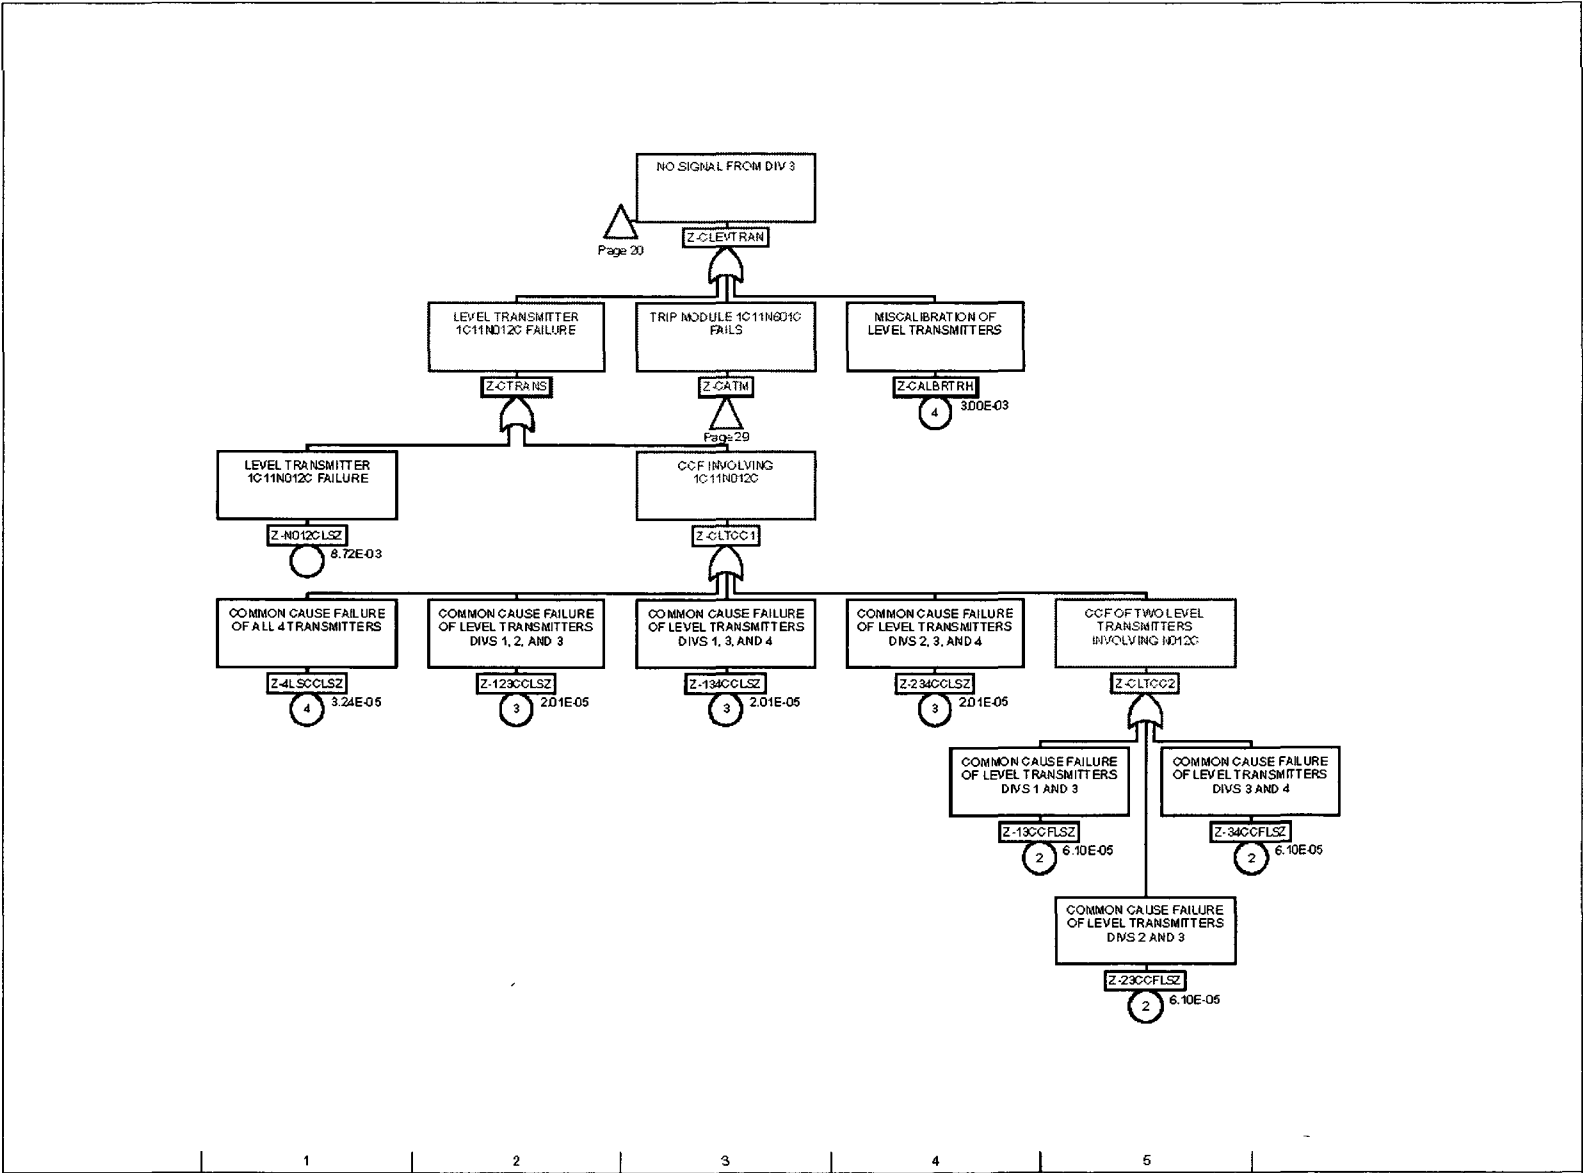 NO SIGNAL FROM DIV 3
Page 20
Z-CLEVTRAN
LEVEL TRANSMITTER
1C11N012C FAILURE
TRIP MODULE 1C11N601C
FAILS
MISCALIBRATION OF
LEVEL TRANSMITTERS
Z-CTRANS
Z-CATM
Z-CALBRTRH
4
3.00E-03
Page 29
LEVEL TRANSMITTER
1C11N012C FAILURE
CCF INVOLVING
1C11N012C
Z-N012CLSZ
8.72E-03
Z-CLTCC1
COMMON CAUSE FAILURE
OF ALL 4 TRANSMITTERS
COMMON CAUSE FAILURE
OF LEVEL TRANSMITTERS
DIVS 1, 2, AND 3
COMMON CAUSE FAILURE
OF LEVEL TRANSMITTERS
DIVS 1, 3, AND 4
COMMON CAUSE FAILURE
OF LEVEL TRANSMITTERS
DIVS 2, 3, AND 4
CCF OF TWO LEVEL
TRANSMITTERS
INVOLVING N012C
Z-4LSCCLSZ
4
3.24E-05
Z-123CCLSZ
3
2.01E-05
Z-134CCLSZ
3
2.01E-05
Z-234CCLSZ
3
2.01E-05
Z-CLTCC2
COMMON CAUSE FAILURE
OF LEVEL TRANSMITTERS
DIVS 1 AND 3
COMMON CAUSE FAILURE
OF LEVEL TRANSMITTERS
DIVS 3 AND 4
Z-13CCFLSZ
2
6.10E-05
Z-34CCFLSZ
2
6.10E-05
COMMON CAUSE FAILURE
OF LEVEL TRANSMITTERS
DIVS 2 AND 3
Z-23CCFLSZ
2
6.10E-05
1
2
3
4
5